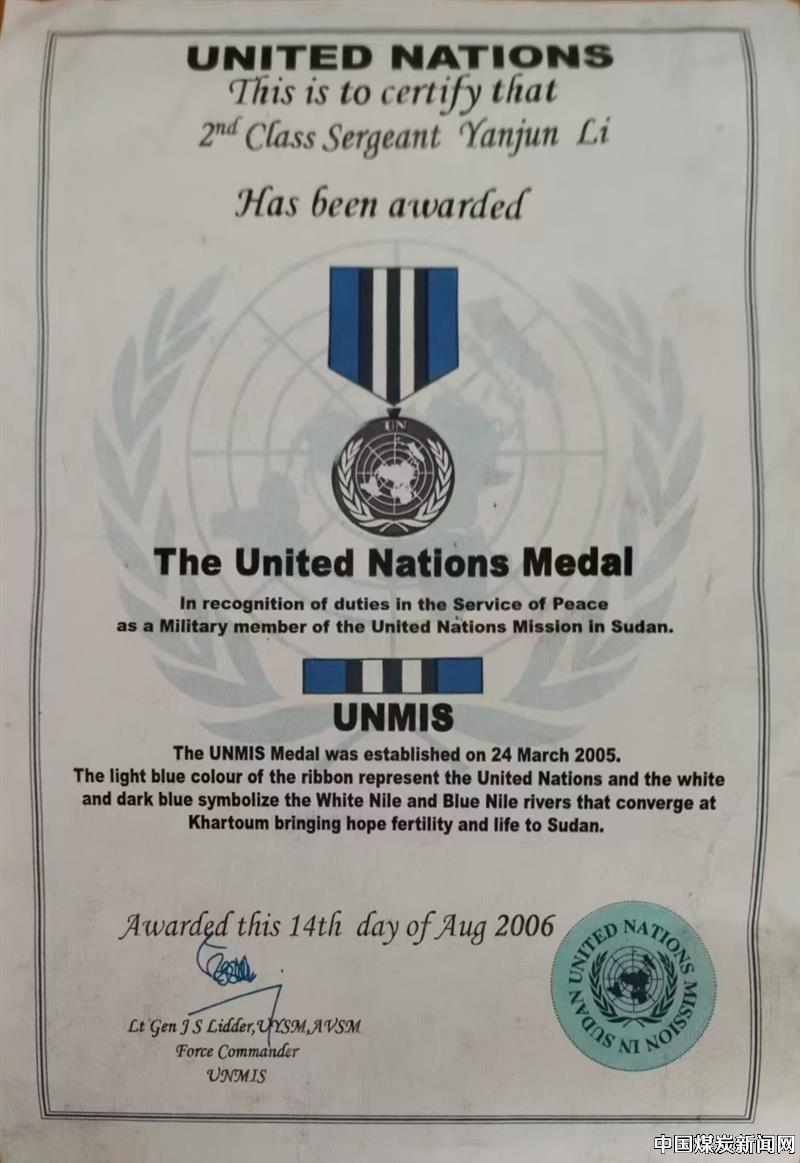 UNITED NATIONS
This is to certify that
2nd Class Sergeant Yanjun Li
Has been awarded
UN
The United Nations Medal
In recognition of duties in the Service of Peace
as a Military member of the United Nations Mission in Sudan.
UNMIS
The UNMIS Medal was established on 24 March 2005.
The light blue colour of the ribbon represent the United Nations and the white
and dark blue symbolize the White Nile and Blue Nile rivers that converge at
Khartoum bringing hope fertility and life to Sudan.
Awarded this 14th day of Aug 2006
Lt Gen J S Lidder,UYSM,AVSM
Force Commander
UNMIS
UNITED NATIONS MISSION IN SUDAN
中国煤炭新闻网